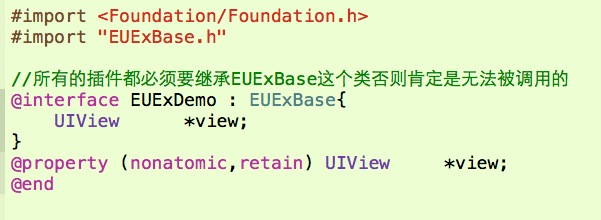 #import <Foundation/Foundation.h>
#import "EUExBase.h"
//所有的插件都必须要继承EUExBase这个类否则肯定是无法被调用的
@interface EUExDemo : EUExBase{
    UIView      *view;
}
@property (nonatomic,retain) UIView     *view;
@end